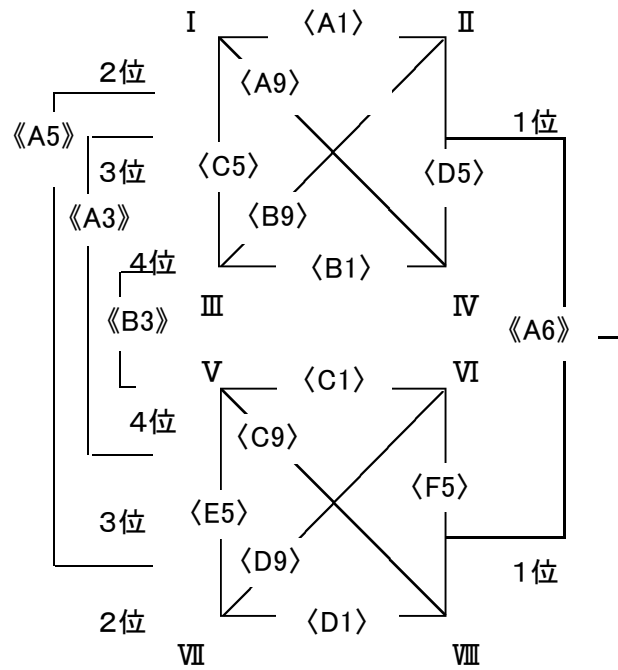 Ⅰ 〈A1〉 Ⅱ
2位 〈A9〉
《A5》 1位
3位 〈C5〉 〈D5〉
《A3》 〈B9〉
4位 〈B1〉
Ⅲ Ⅳ
《B3》 《A6》
Ⅴ 〈C1〉 Ⅵ
4位 〈C9〉
〈F5〉
3位 〈E5〉
〈D9〉 1位
2位 〈D1〉
Ⅶ Ⅷ